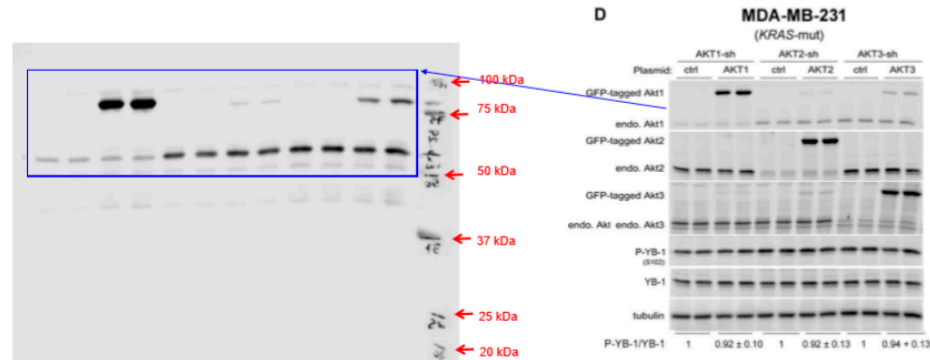 D
MDA-MB-231
(KRAS-mut)
AKT1-sh AKT2-sh AKT3-sh
Plasmid: ctrl AKT1 ctrl AKT2 ctrl AKT3
GFP-tagged Akt1
endo. Akt1
GFP-tagged Akt2
endo. Akt2
GFP-tagged Akt3
endo. Akt endo. Akt3
P-YB-1
(S102)
YB-1
tubulin
P-YB-1/YB-1 1 0.92 ± 0.10 1 0.92 ± 0.13 1 0.94 + 0.13
100 kDa
75 kDa
50 kDa
37 kDa
25 kDa
20 kDa